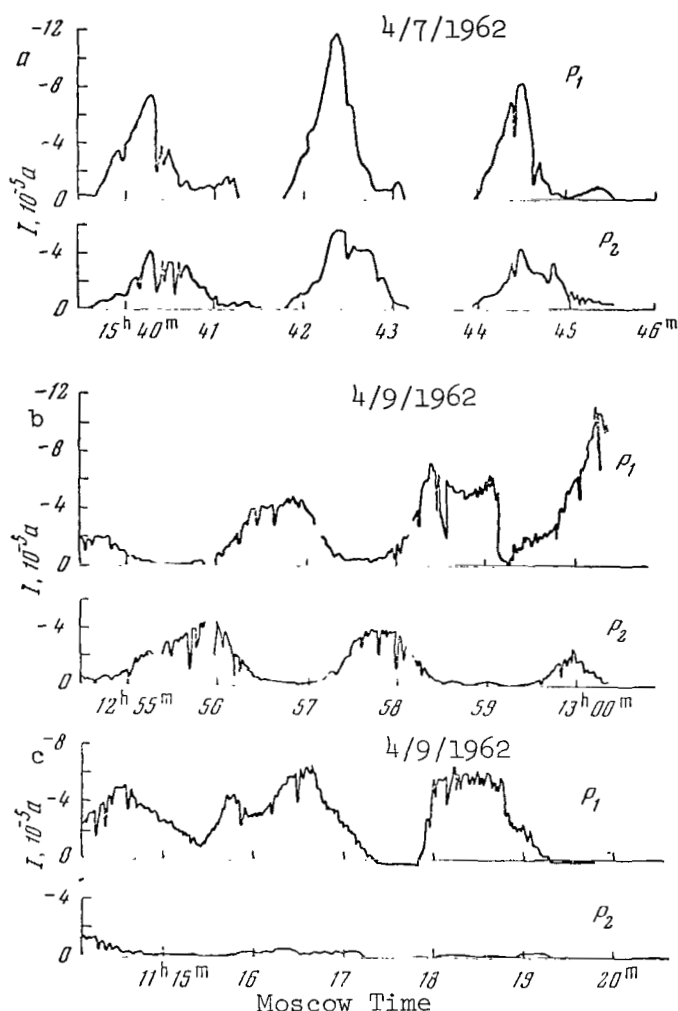 4/7/1962
a
-12
-8
-4
0
P₁
I, 10⁻⁵a
-4
0
P₂
15ʰ 40ᵐ 41 42 43 44 45 46ᵐ
4/9/1962
b
-12
-8
-4
0
P₁
I, 10⁻⁵a
-4
0
P₂
12ʰ 55ᵐ 56 57 58 59 13ʰ 00ᵐ
4/9/1962
c
-8
-4
0
P₁
I, 10⁻⁵a
-4
0
P₂
11ʰ 15ᵐ 16 17 18 19 20ᵐ
Moscow Time